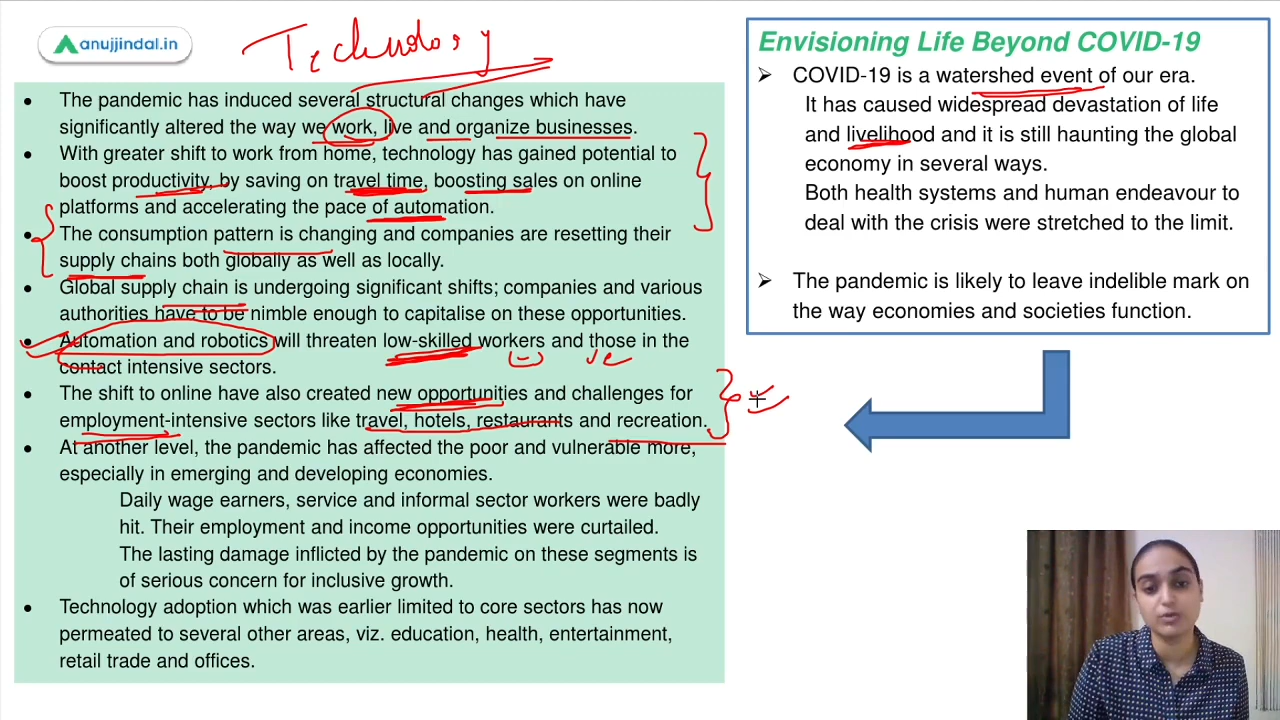 anujjindal.in
Technology
The pandemic has induced several structural changes which have
significantly altered the way we work, live and organize businesses.
With greater shift to work from home, technology has gained potential to
boost productivity, by saving on travel time, boosting sales on online
platforms and accelerating the pace of automation.
The consumption pattern is changing and companies are resetting their
supply chains both globally as well as locally.
Global supply chain is undergoing significant shifts; companies and various
authorities have to be nimble enough to capitalise on these opportunities.
Automation and robotics will threaten low-skilled workers and those in the
contact intensive sectors.
The shift to online have also created new opportunities and challenges for
employment-intensive sectors like travel, hotels, restaurants and recreation.
At another level, the pandemic has affected the poor and vulnerable more,
especially in emerging and developing economies.
Daily wage earners, service and informal sector workers were badly
hit. Their employment and income opportunities were curtailed.
The lasting damage inflicted by the pandemic on these segments is
of serious concern for inclusive growth.
Technology adoption which was earlier limited to core sectors has now
permeated to several other areas, viz. education, health, entertainment,
retail trade and offices.
Envisioning Life Beyond COVID-19
COVID-19 is a watershed event of our era.
It has caused widespread devastation of life
and livelihood and it is still haunting the global
economy in several ways.
Both health systems and human endeavour to
deal with the crisis were stretched to the limit.
The pandemic is likely to leave indelible mark on
the way economies and societies function.